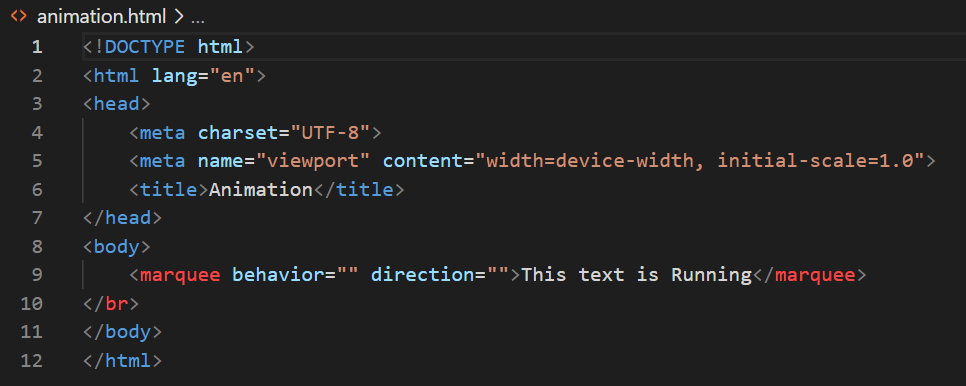 <> animation.html > ...
1 <!DOCTYPE html>
2 <html lang="en">
3 <head>
4     <meta charset="UTF-8">
5     <meta name="viewport" content="width=device-width, initial-scale=1.0">
6     <title>Animation</title>
7 </head>
8 <body>
9     <marquee behavior="" direction="">This text is Running</marquee>
10 </br>
11 </body>
12 </html>